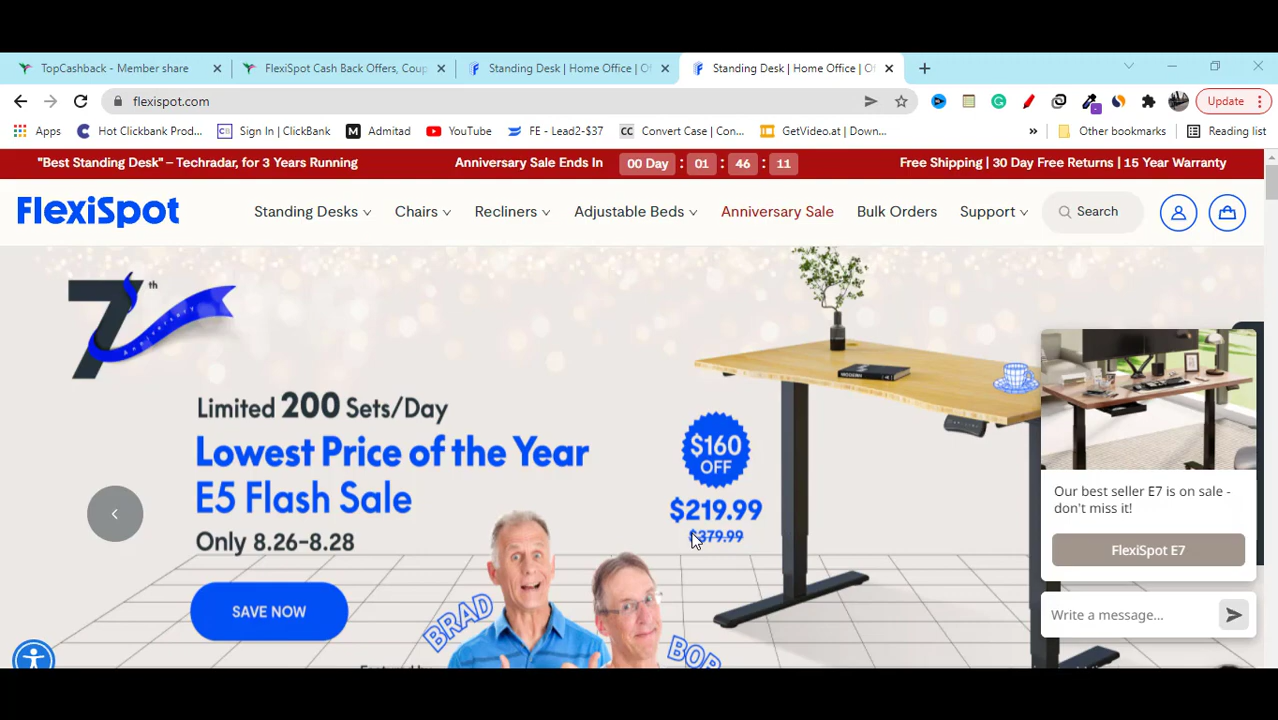 TopCashback - Member share
FlexiSpot Cash Back Offers, Coup
Standing Desk | Home Office | Of
Standing Desk | Home Office | Of
flexispot.com
Update
Apps
Hot Clickbank Prod...
Sign In | ClickBank
Admitad
YouTube
FE - Lead2-$37
Convert Case | Con...
GetVideo.at | Down...
»
Other bookmarks
Reading list
"Best Standing Desk" – Techradar, for 3 Years Running
Anniversary Sale Ends In 00 Day : 01 : 46 : 11
Free Shipping | 30 Day Free Returns | 15 Year Warranty
FlexiSpot
Standing Desks
Chairs
Recliners
Adjustable Beds
Anniversary Sale
Bulk Orders
Support
Search
7th
Anniversary
Limited 200 Sets/Day
Lowest Price of the Year
E5 Flash Sale
Only 8.26-8.28
SAVE NOW
$160
OFF
$219.99
$379.99
MODERN
BRAD
BOB
Our best seller E7 is on sale -
don't miss it!
FlexiSpot E7
Write a message...